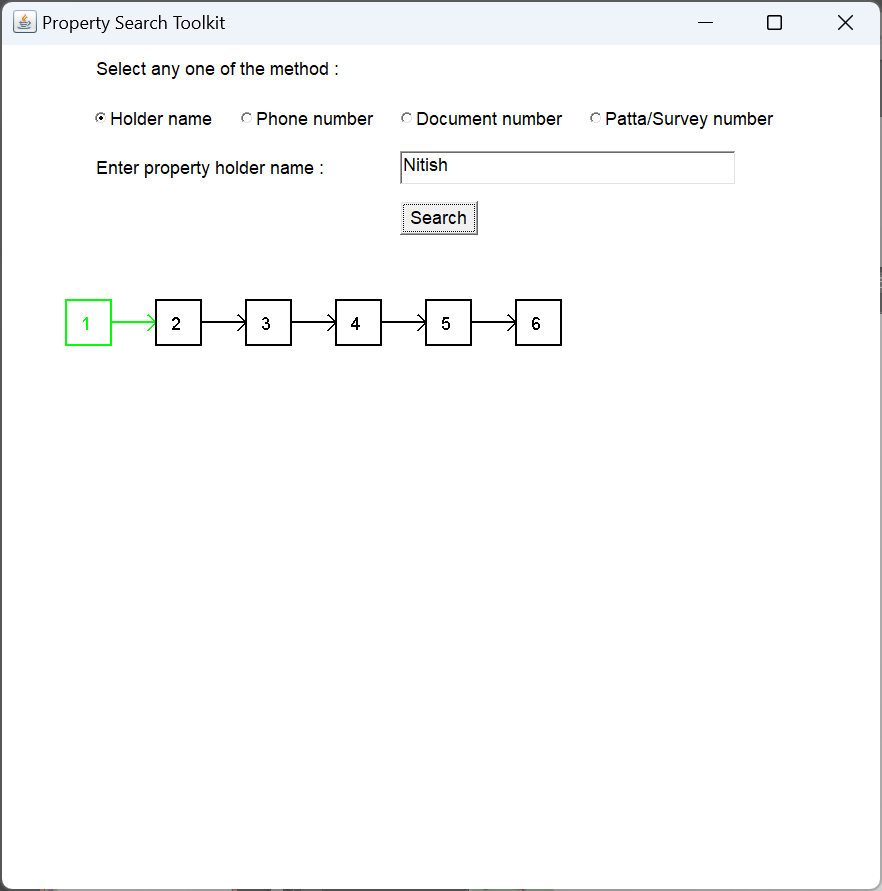 Property Search Toolkit
Select any one of the method :
Holder name Phone number Document number Patta/Survey number
Enter property holder name : Nitish
Search
1 2 3 4 5 6